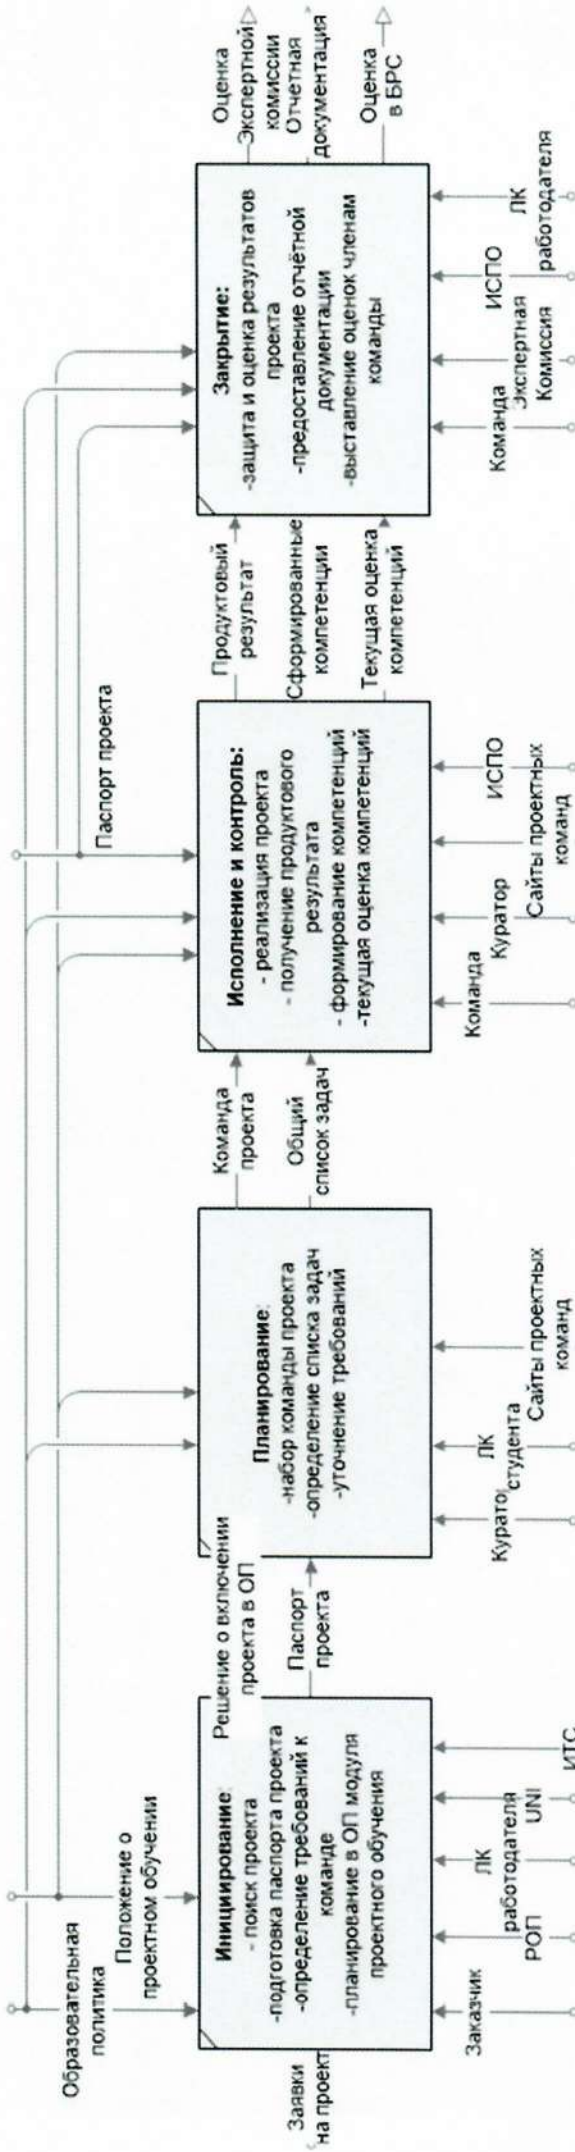 Образовательная
политика
Положение о
проектном обучении
Заявки
на проект
Инициирование:
- поиск проекта
-подготовка паспорта проекта
-определение требований к
команде
-планирование в ОП модуля
проектного обучения
Заказчик
РОП
ЛК
работодателя
UNI
ИТС
Решение о включении
проекта в ОП
Паспорт
проекта
Планирование:
-набор команды проекта
-определение списка задач
-уточнение требований
Курато
ЛК
студента
Сайты проектных
команд
Команда
проекта
Общий
список задач
Паспорт проекта
Исполнение и контроль:
- реализация проекта
- получение продуктового
результата
- формирование компетенций
-текущая оценка компетенций
Команда
Куратор
Сайты проектных
команд
ИСПО
Продуктовый
результат
Сформированные
компетенции
Текущая оценка
компетенций
Закрытие:
-защита и оценка результатов
проекта
-предоставление отчётной
документации
-выставление оценок членам
команды
Команда
Экспертная
Комиссия
ИСПО
ЛК
работодателя
Оценка
Экспертной
комиссии
Отчетная
документация
Оценка
в БРС